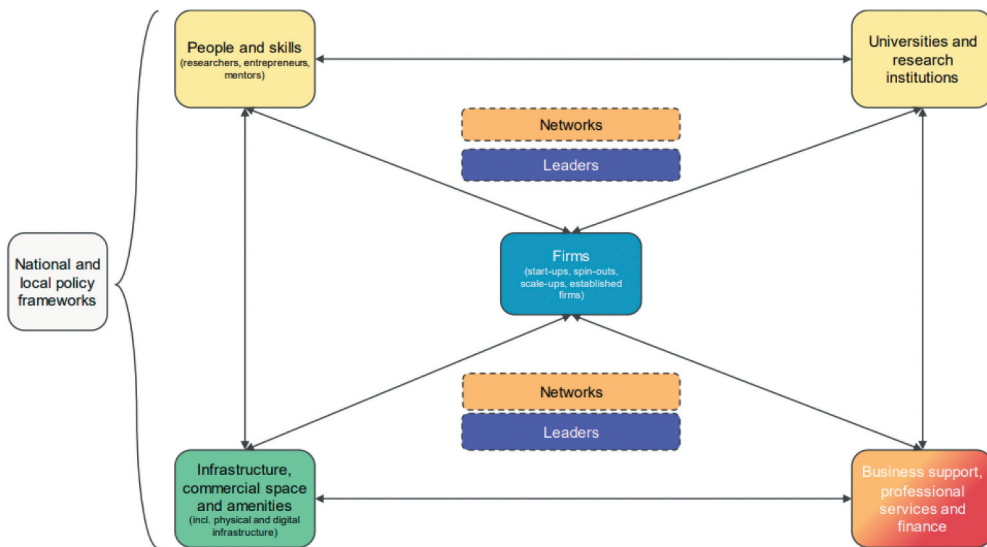 People and skills
(researchers, entrepreneurs,
mentors)
Universities and
research
institutions
Networks
Leaders
National and
local policy
frameworks
Firms
(start-ups, spin-outs,
scale-ups, established
firms)
Networks
Leaders
Infrastructure,
commercial space
and amenities
(incl. physical and digital
infrastructure)
Business support,
professional
services and
finance